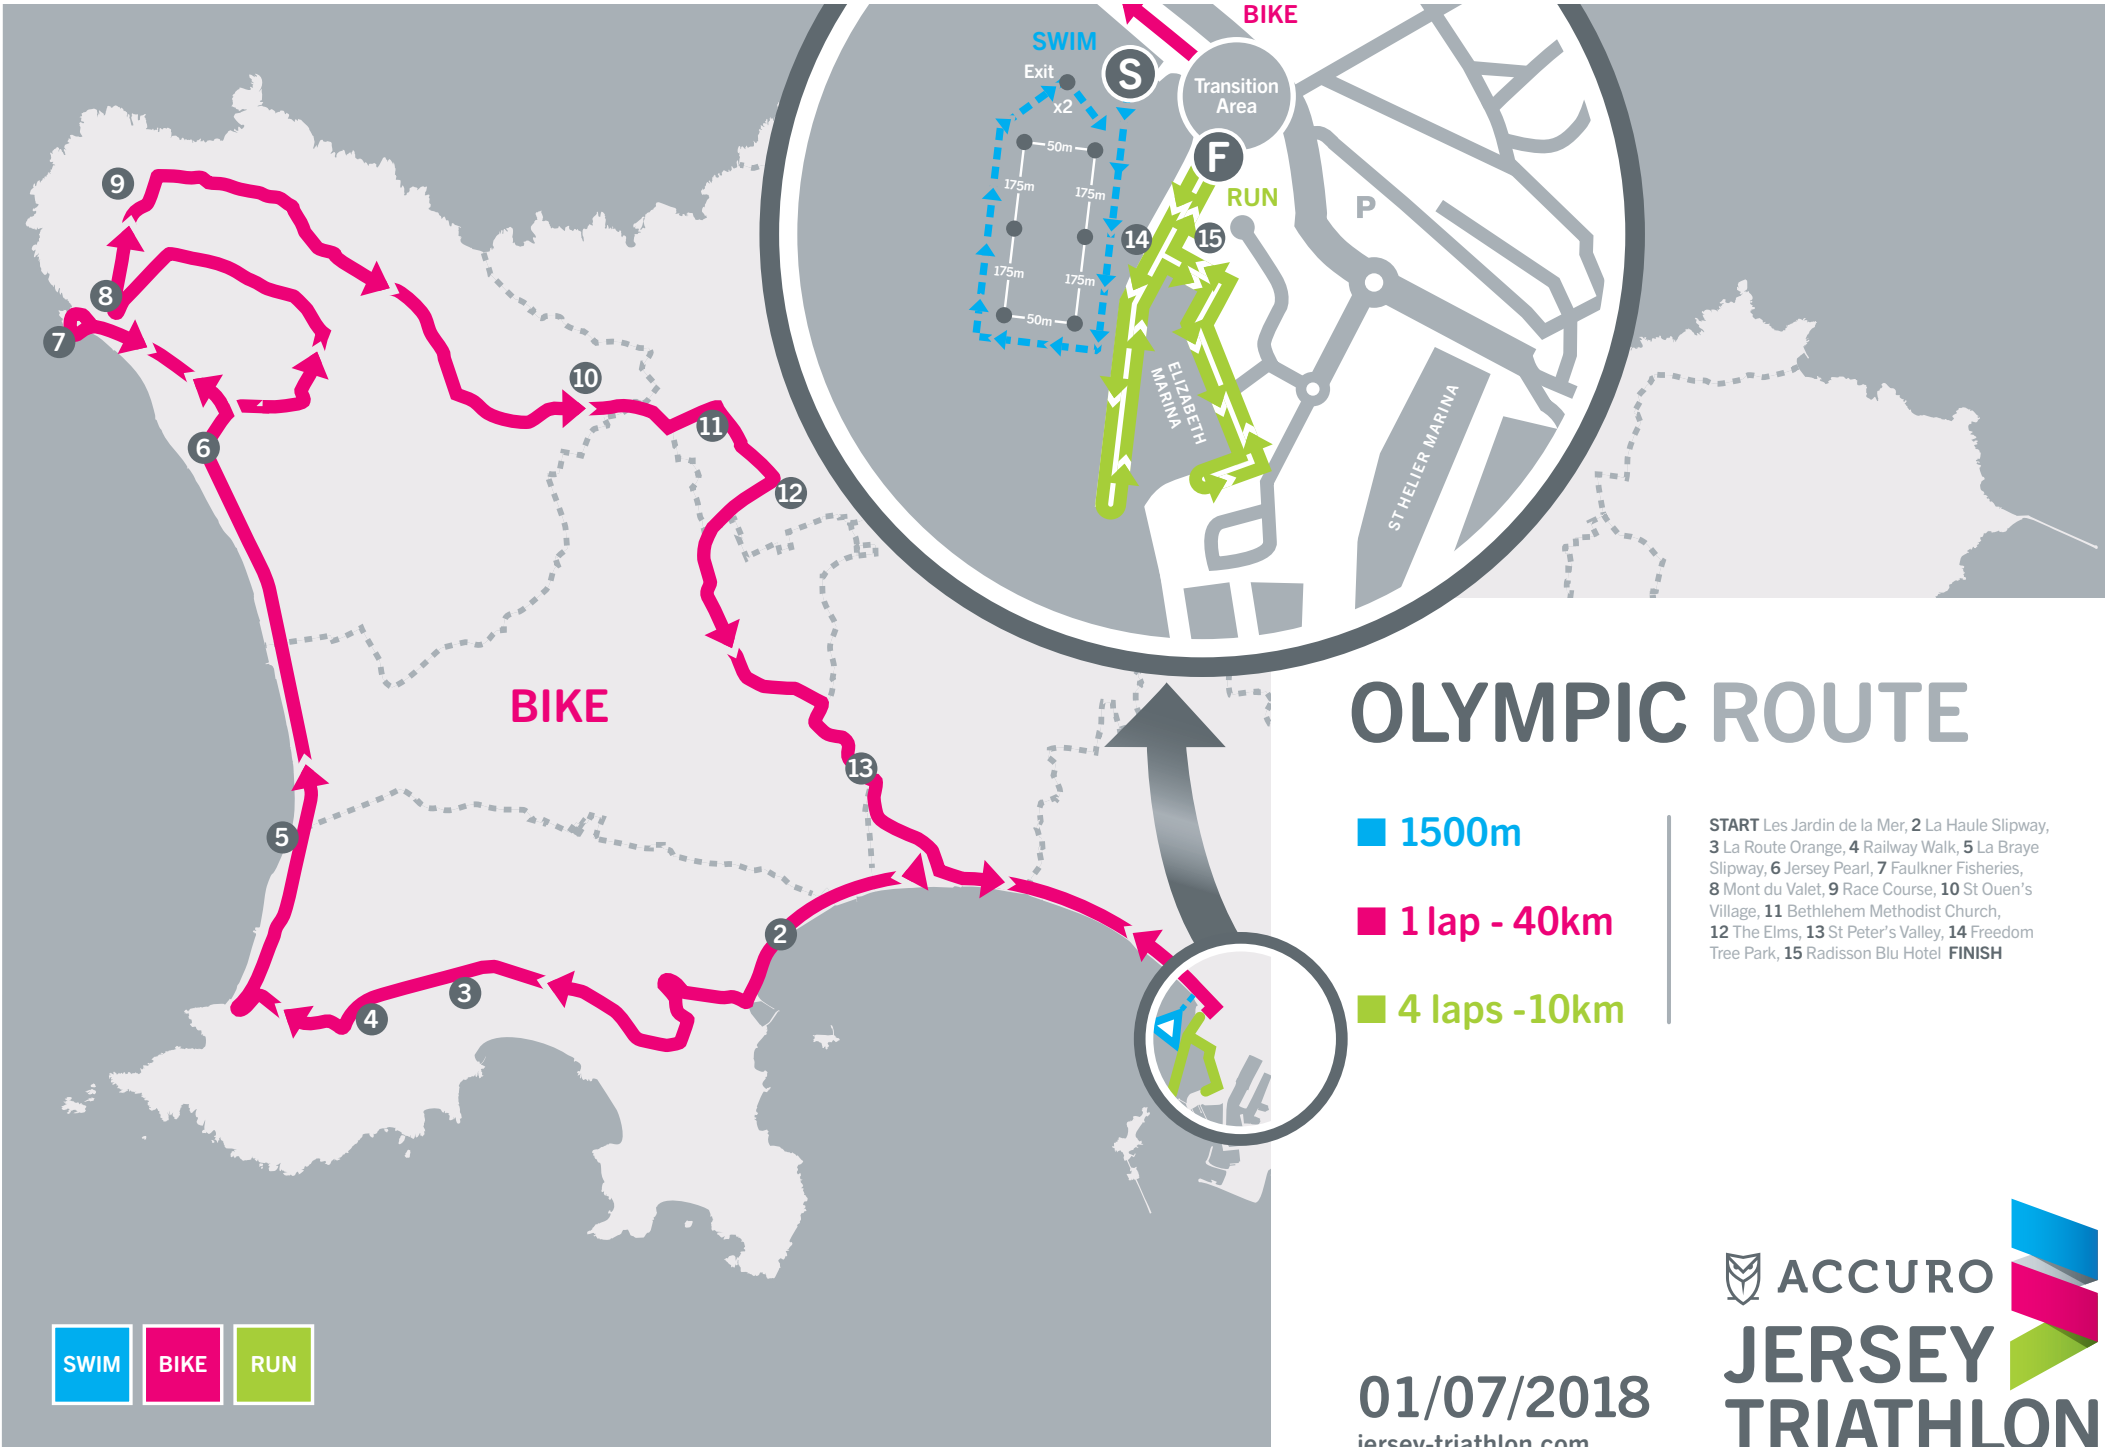 BIKE
SWIM
Exit
S
x2
Transition
Area
F
RUN
50m
175m
175m
14
15
P
175m
175m
50m
ELIZABETH
MARINA
ST HELIER MARINA
9
8
7
10
11
6
12
BIKE
13
5
2
3
4
OLYMPIC ROUTE
1500m
1 lap - 40km
4 laps -10km
START Les Jardin de la Mer, 2 La Haule Slipway,
3 La Route Orange, 4 Railway Walk, 5 La Braye
Slipway, 6 Jersey Pearl, 7 Faulkner Fisheries,
8 Mont du Valet, 9 Race Course, 10 St Ouen's
Village, 11 Bethlehem Methodist Church,
12 The Elms, 13 St Peter's Valley, 14 Freedom
Tree Park, 15 Radisson Blu Hotel FINISH
SWIM
BIKE
RUN
ACCURO
JERSEY
TRIATHLON
01/07/2018
jersey-triathlon.com